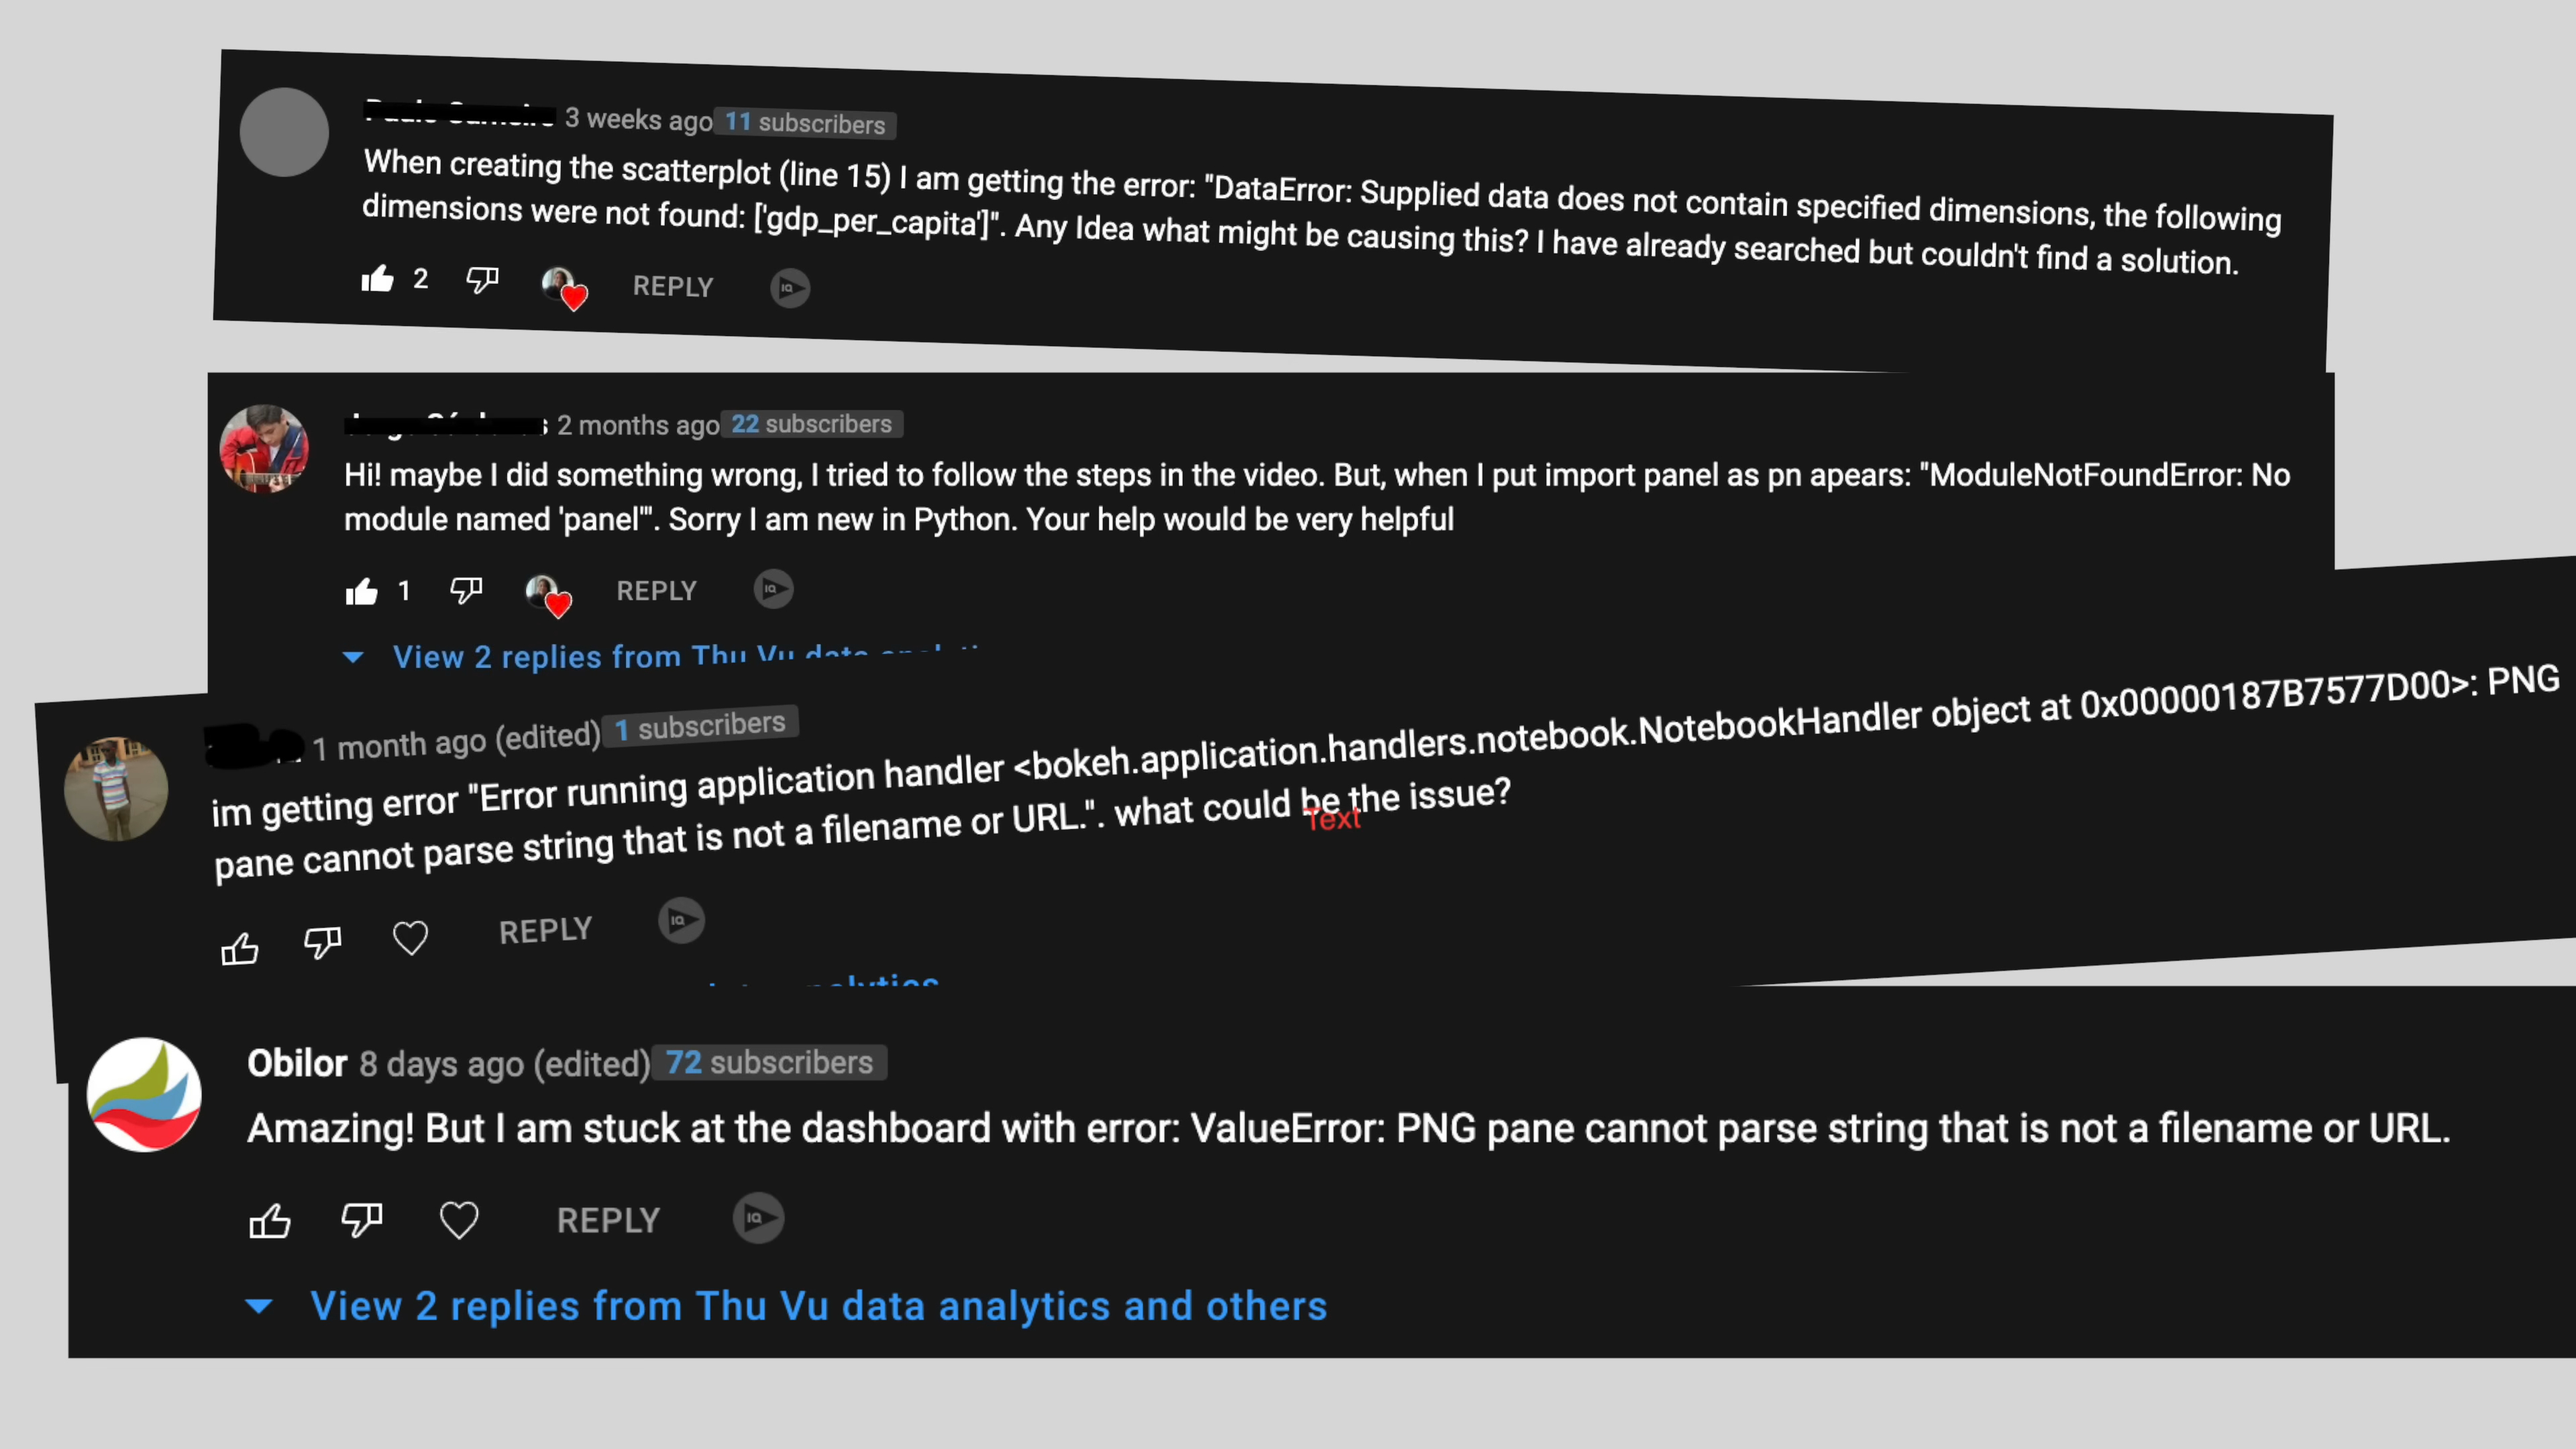 3 weeks ago 11 subscribers
When creating the scatterplot (line 15) I am getting the error: "DataError: Supplied data does not contain specified dimensions, the following
dimensions were not found: ['gdp_per_capita']". Any Idea what might be causing this? I have already searched but couldn't find a solution.
2 REPLY IQ
2 months ago 22 subscribers
Hi! maybe I did something wrong, I tried to follow the steps in the video. But, when I put import panel as pn apears: "ModuleNotFoundError: No
module named 'panel'". Sorry I am new in Python. Your help would be very helpful
1 REPLY IQ
View 2 replies from Thu Vu data
1 month ago (edited) 1 subscribers
im getting error "Error running application handler <bokeh.application.handlers.notebook.NotebookHandler object at 0x00000187B7577D00>: PNG
pane cannot parse string that is not a filename or URL.". what could be the issue?
Text
REPLY IQ
analytics
Obilor 8 days ago (edited) 72 subscribers
Amazing! But I am stuck at the dashboard with error: ValueError: PNG pane cannot parse string that is not a filename or URL.
REPLY IQ
View 2 replies from Thu Vu data analytics and others